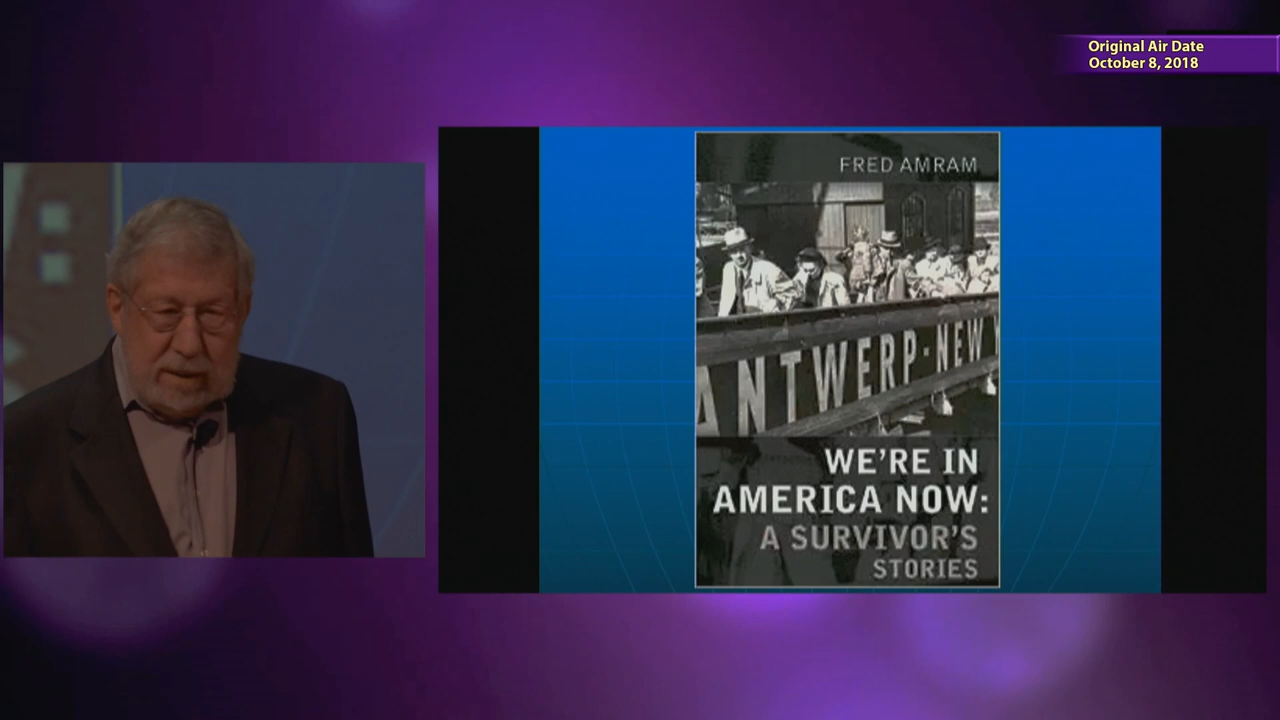 Original Air Date
October 8, 2018
FRED AMRAM
ANTWERP-NEW
WE'RE IN
AMERICA NOW:
A SURVIVOR'S
STORIES